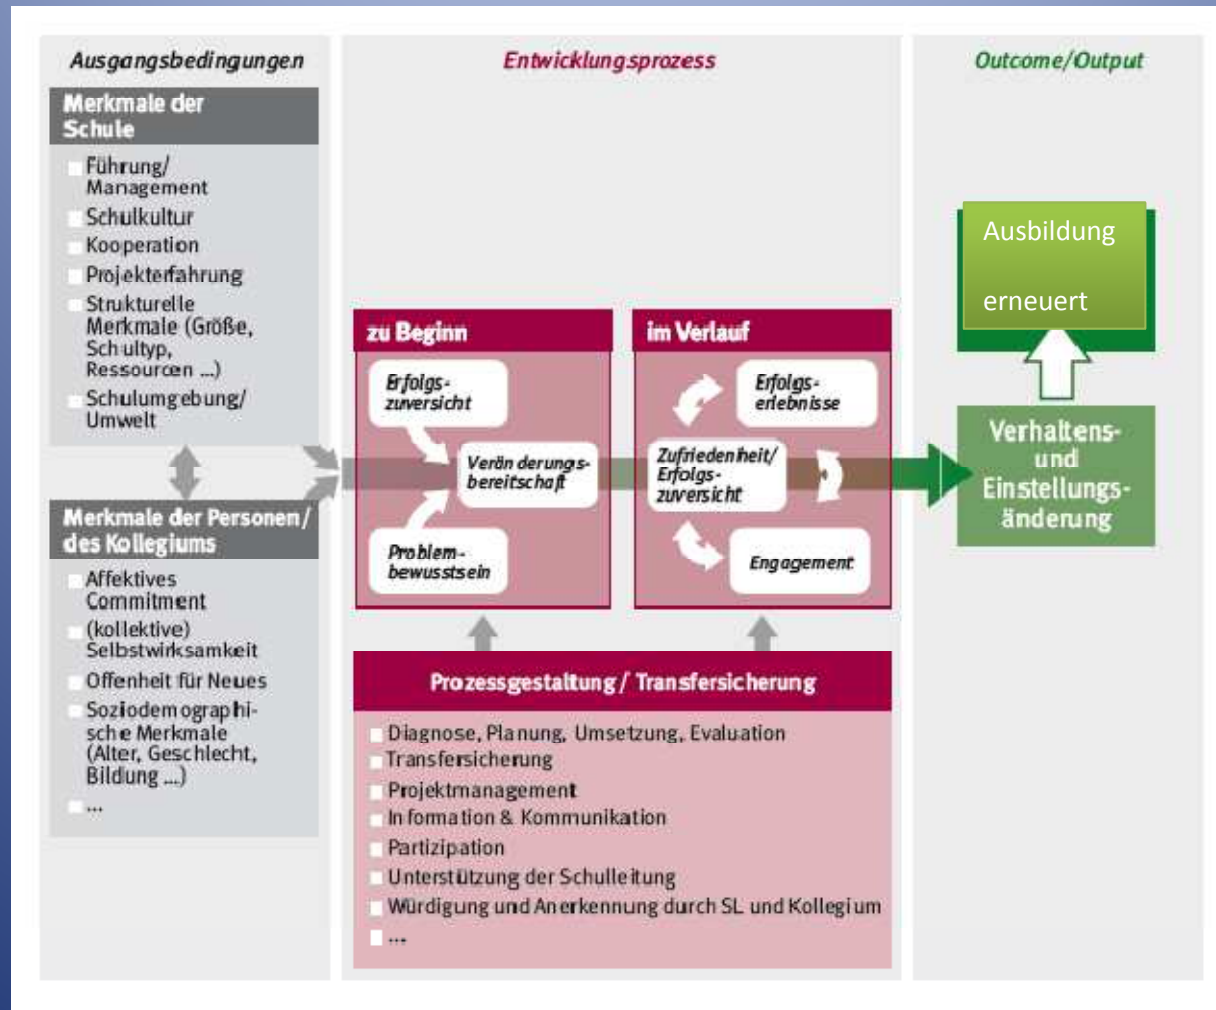 Ausgangsbedingungen
Merkmale der
Schule
Führung/
Management
Schulkultur
Kooperation
Projekterfahrung
Strukturelle
Merkmale (Größe,
Schultyp,
Ressourcen ...)
Schulumgebung/
Umwelt
Merkmale der Personen/
des Kollegiums
Affektives
Commitment
(kollektive)
Selbstwirksamkeit
Offenheit für Neues
Soziodemographi-
sche Merkmale
(Alter, Geschlecht,
Bildung ...)
...
Entwicklungsprozess
zu Beginn
Erfolgs-
zuversicht
Veränderungs-
bereitschaft
Problem-
bewusstsein
im Verlauf
Erfolgs-
erlebnisse
Zufriedenheit/
Erfolgs-
zuversicht
Engagement
Prozessgestaltung / Transfersicherung
Diagnose, Planung, Umsetzung, Evaluation
Transfersicherung
Projektmanagement
Information & Kommunikation
Partizipation
Unterstützung der Schulleitung
Würdigung und Anerkennung durch SL und Kollegium
...
Outcome/Output
Ausbildung
erneuert
Verhaltens-
und
Einstellungs-
änderung